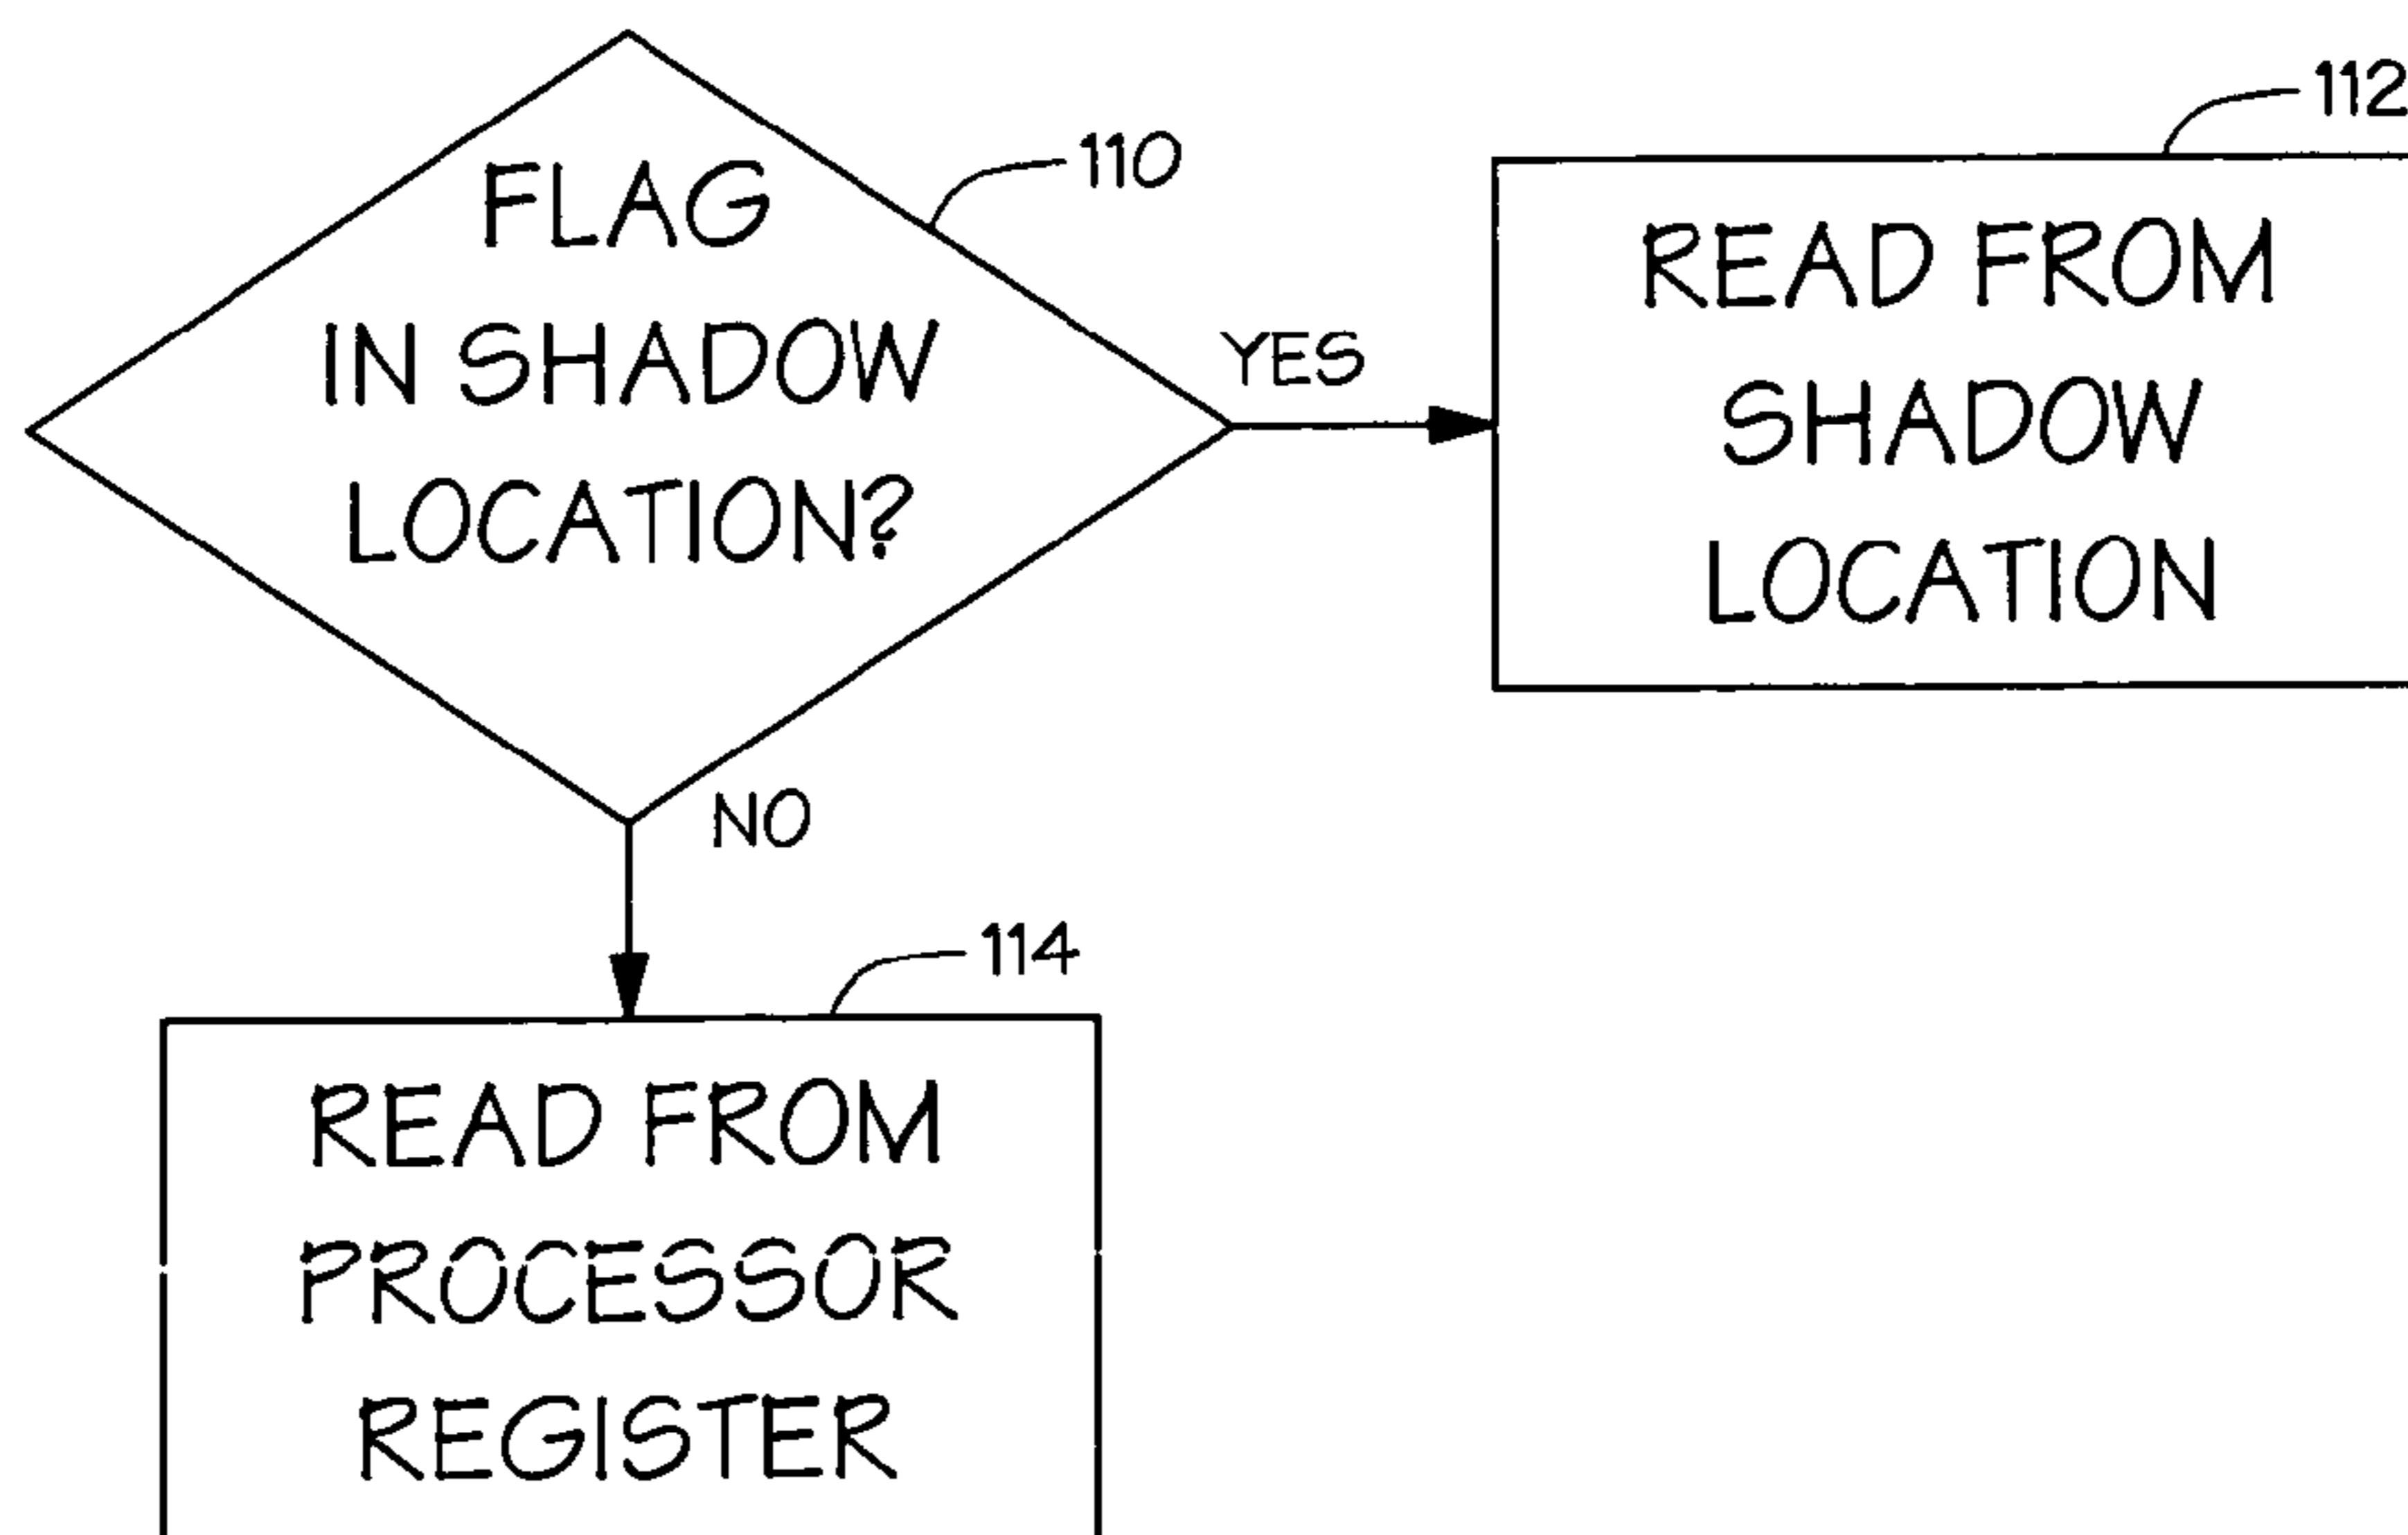 FLAG
IN SHADOW
LOCATION?
110
YES
112
READ FROM
SHADOW
LOCATION
NO
114
READ FROM
PROCESSOR
REGISTER